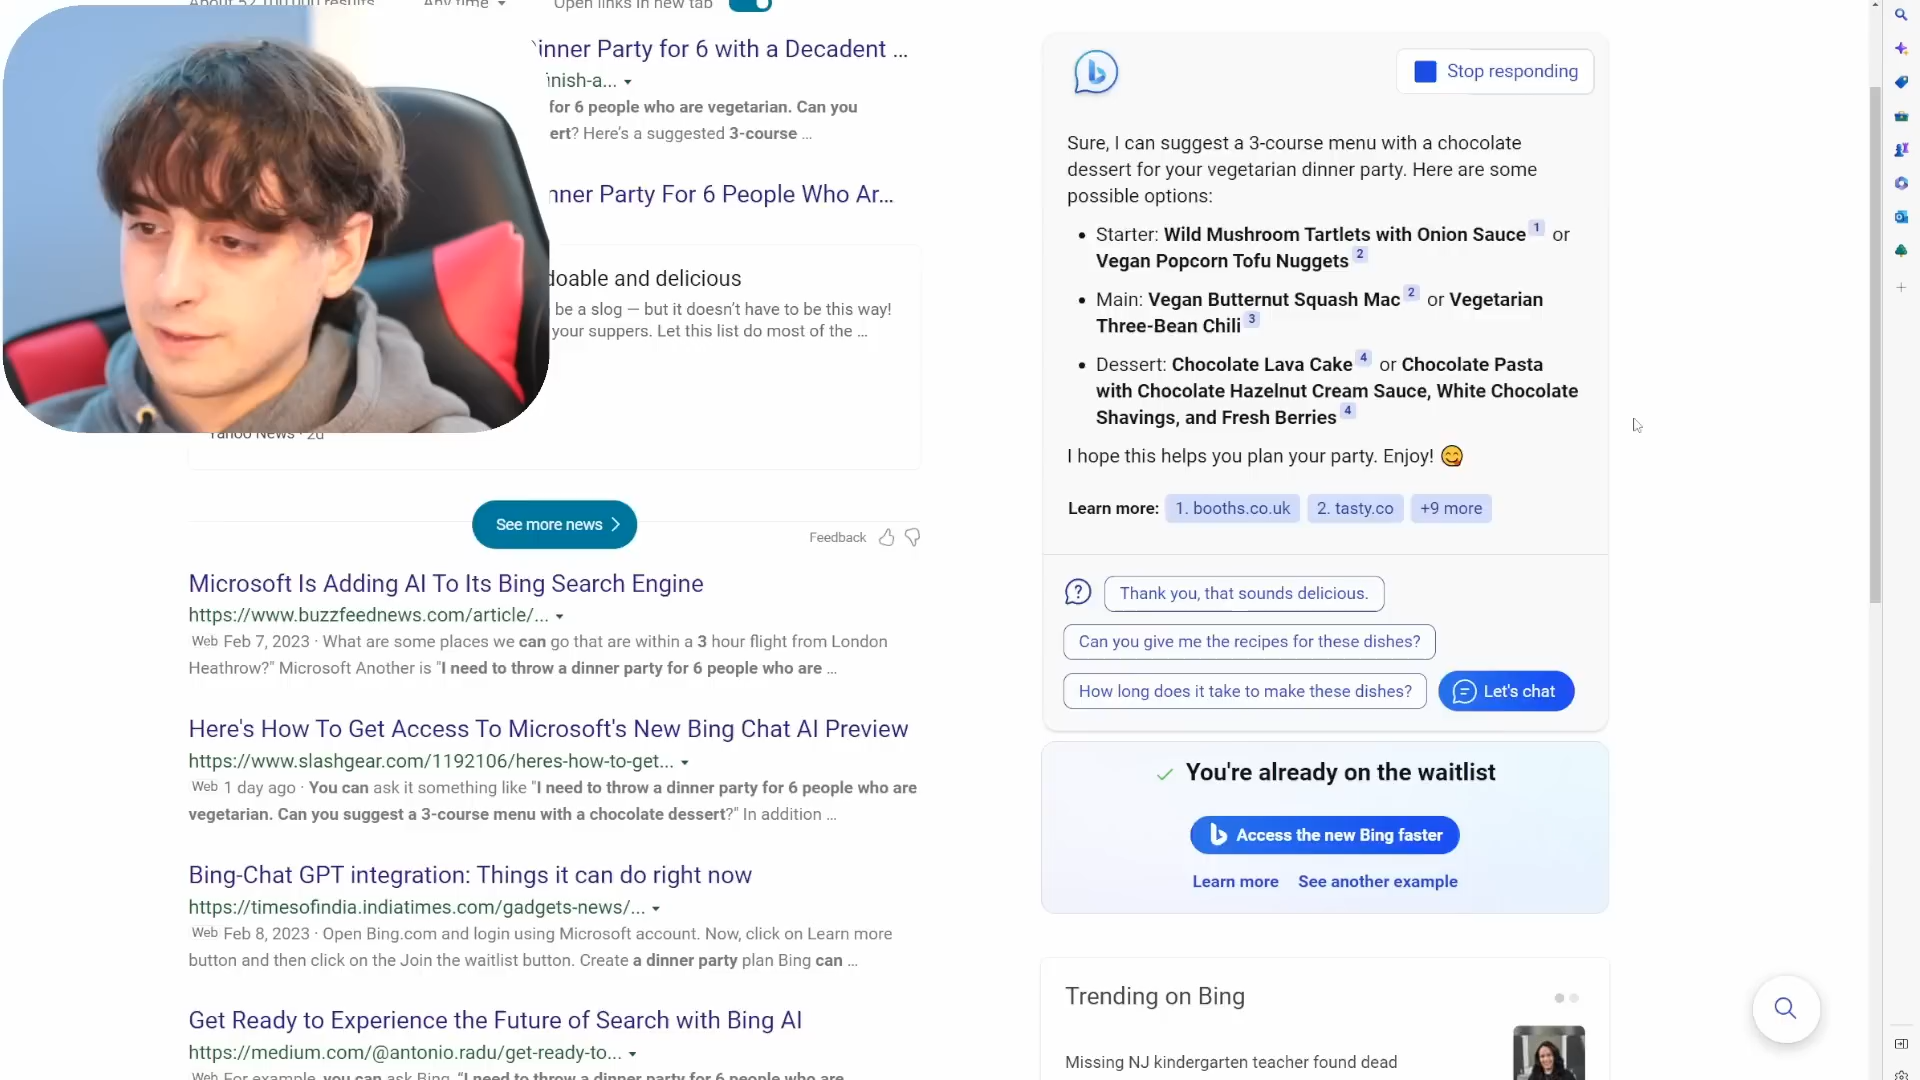 About 52,100,000 results
Any time
Open links in new tab
inner Party for 6 with a Decadent ...
inish-a...
for 6 people who are vegetarian. Can you
ert? Here's a suggested 3-course ...
nner Party For 6 People Who Ar...
doable and delicious
be a slog — but it doesn't have to be this way!
your suppers. Let this list do most of the ...
Yahoo News · 2d
See more news
Feedback
Microsoft Is Adding AI To Its Bing Search Engine
https://www.buzzfeednews.com/article/...
Web Feb 7, 2023 · What are some places we can go that are within a 3 hour flight from London
Heathrow?" Microsoft Another is "I need to throw a dinner party for 6 people who are ...
Here's How To Get Access To Microsoft's New Bing Chat AI Preview
https://www.slashgear.com/1192106/heres-how-to-get...
Web 1 day ago · You can ask it something like "I need to throw a dinner party for 6 people who are
vegetarian. Can you suggest a 3-course menu with a chocolate dessert?" In addition ...
Bing-Chat GPT integration: Things it can do right now
https://timesofindia.indiatimes.com/gadgets-news/...
Web Feb 8, 2023 · Open Bing.com and login using Microsoft account. Now, click on Learn more
button and then click on the Join the waitlist button. Create a dinner party plan Bing can ...
Get Ready to Experience the Future of Search with Bing AI
https://medium.com/@antonio.radu/get-ready-to...
Web For example, you can ask Bing, "I need to throw a dinner party for 6 people who are
Stop responding
Sure, I can suggest a 3-course menu with a chocolate
dessert for your vegetarian dinner party. Here are some
possible options:
• Starter: Wild Mushroom Tartlets with Onion Sauce 1 or
Vegan Popcorn Tofu Nuggets 2
• Main: Vegan Butternut Squash Mac 2 or Vegetarian
Three-Bean Chili 3
• Dessert: Chocolate Lava Cake 4 or Chocolate Pasta
with Chocolate Hazelnut Cream Sauce, White Chocolate
Shavings, and Fresh Berries 4
I hope this helps you plan your party. Enjoy! 😋
Learn more: 1. booths.co.uk 2. tasty.co +9 more
Thank you, that sounds delicious.
Can you give me the recipes for these dishes?
How long does it take to make these dishes?
Let's chat
You're already on the waitlist
Access the new Bing faster
Learn more See another example
Trending on Bing
Missing NJ kindergarten teacher found dead